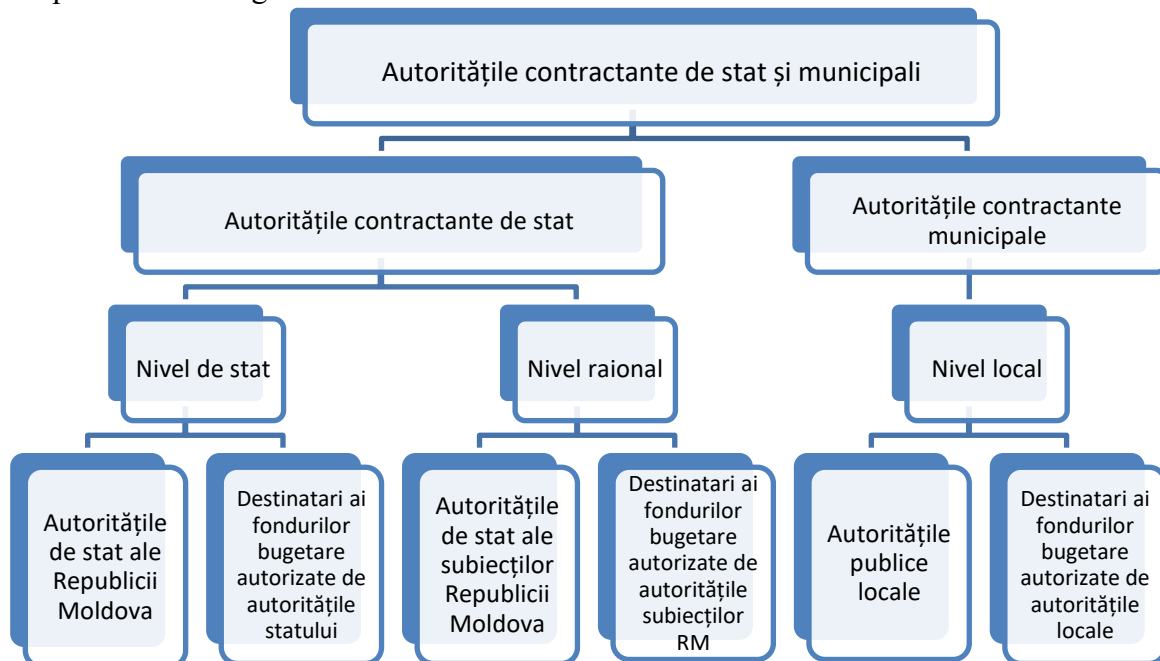 Autoritățile contractante de stat și municipali
Autoritățile contractante de stat
Autoritățile contractante
municipale
Nivel de stat
Nivel raional
Nivel local
Autoritățile
de stat ale
Republicii
Moldova
Destinatari ai
fondurilor
bugetare
autorizate de
autoritățile
statului
Autoritățile
de stat ale
subiecților
Republicii
Moldova
Destinatari ai
fondurilor
bugetare
autorizate de
autoritățile
subiecților
RM
Autoritățile
publice
locale
Destinatari ai
fondurilor
bugetare
autorizate de
autoritățile
locale